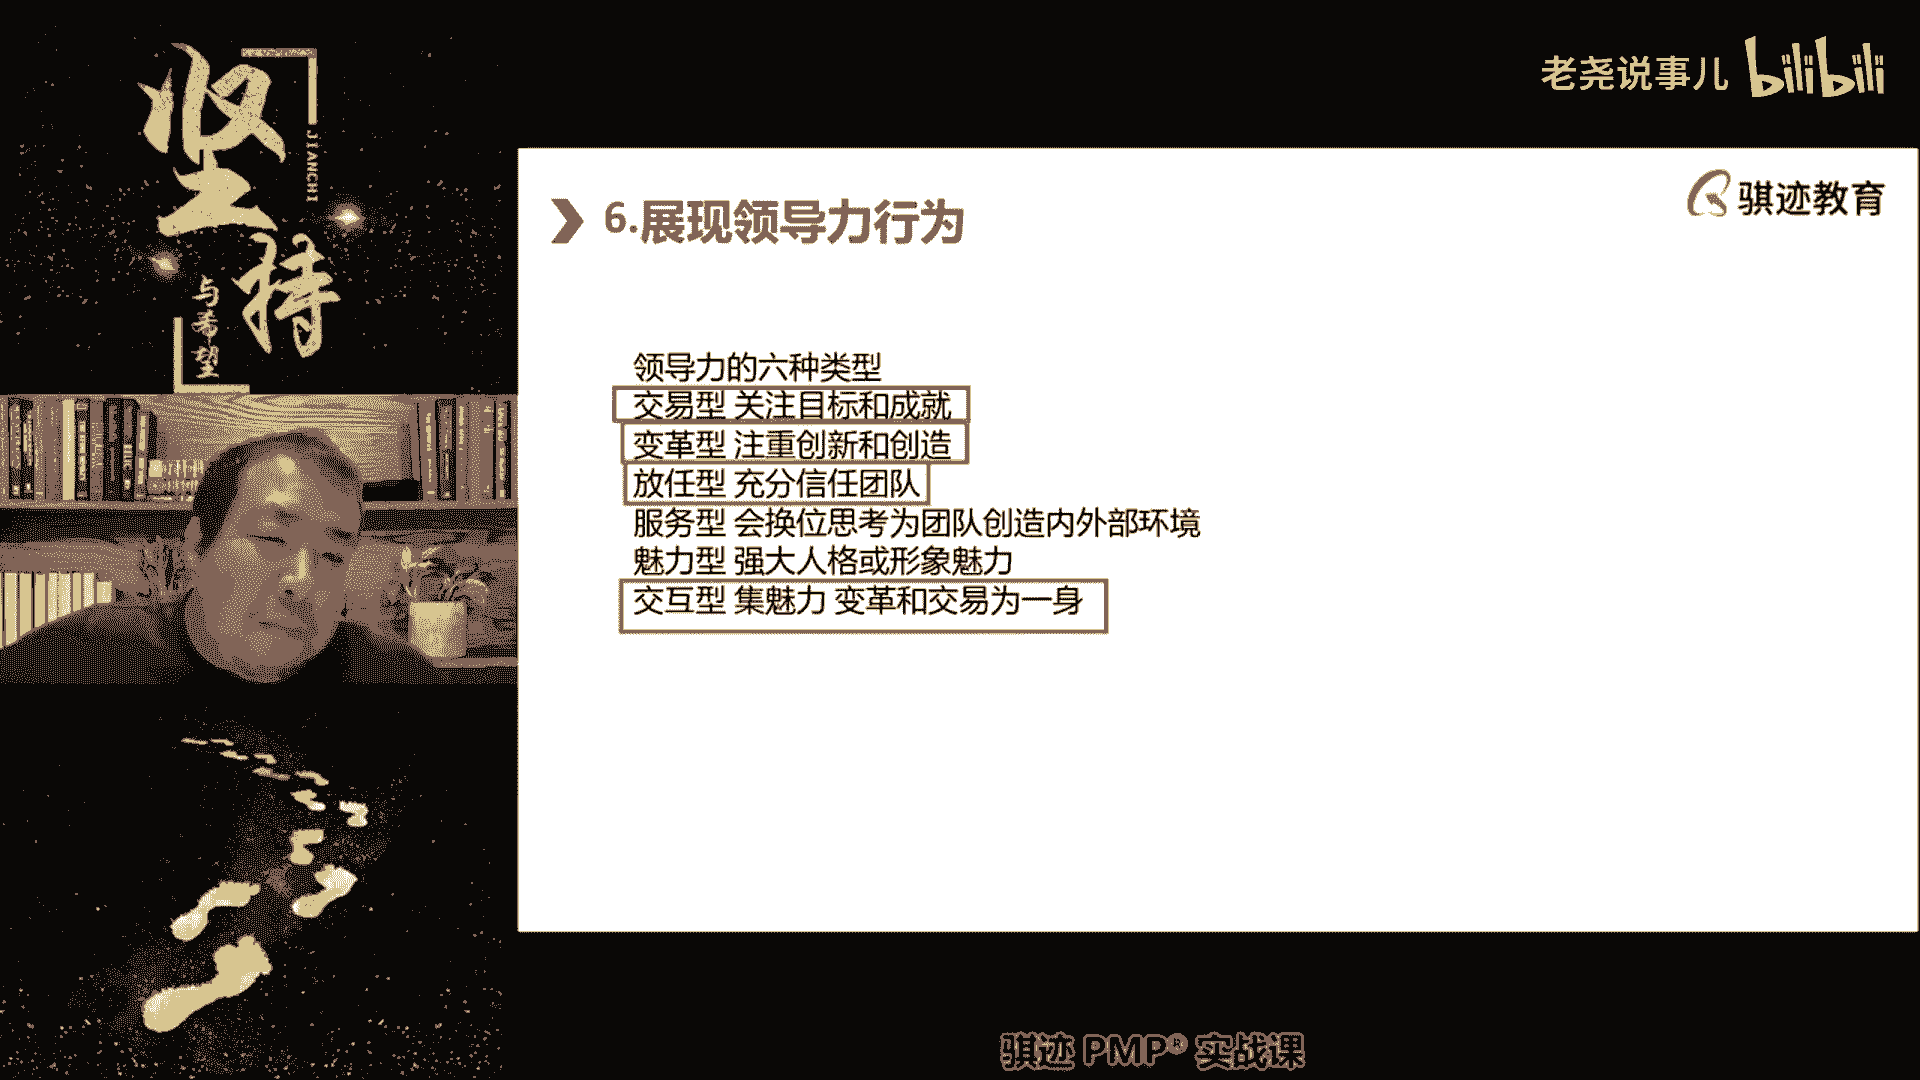 坚持
JIANCHI
与希望
老尧说事儿 bilibili
骐迹教育
6.展现领导力行为
领导力的六种类型
交易型 关注目标和成就
变革型 注重创新和创造
放任型 充分信任团队
服务型 会换位思考为团队创造内外部环境
魅力型 强大人格或形象魅力
交互型 集魅力 变革和交易为一身
骐迹 PMP® 实战课